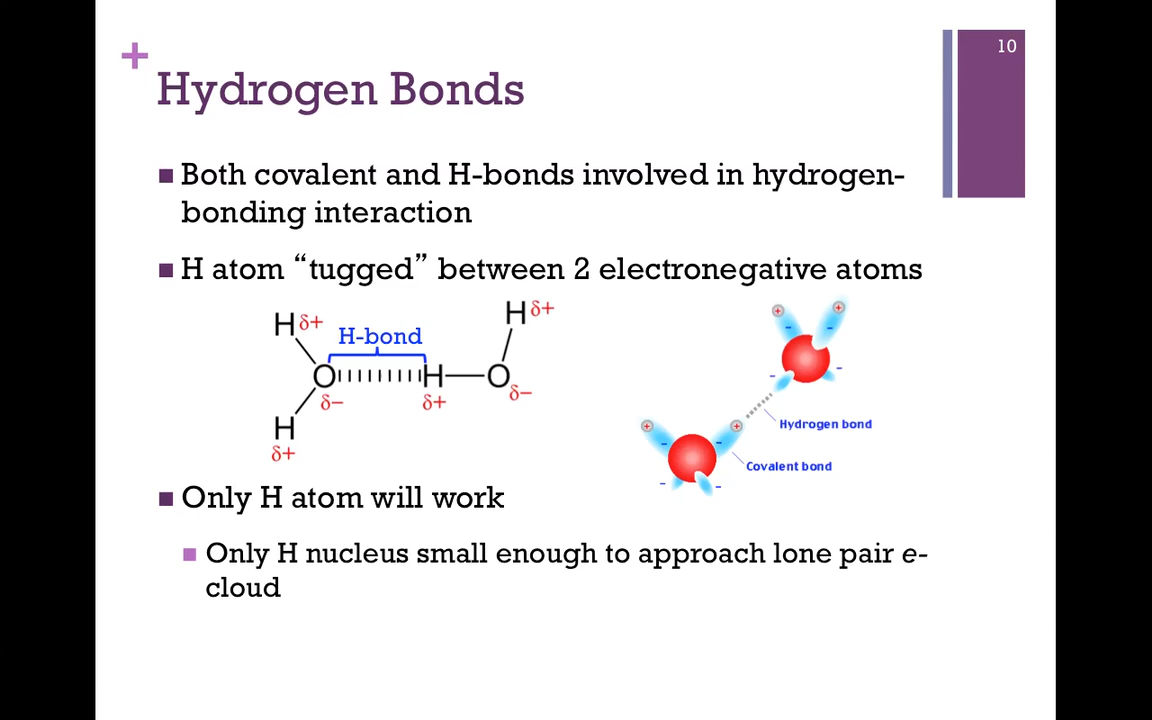 10
+
Hydrogen Bonds
■ Both covalent and H-bonds involved in hydrogen-
bonding interaction
■ H atom “tugged” between 2 electronegative atoms
H δ+
H-bond
H δ+
O H O
δ− δ+ δ−
H
δ+
+ +
- -
- -
Hydrogen bond
+ +
- -
Covalent bond
- -
■ Only H atom will work
■ Only H nucleus small enough to approach lone pair e-
cloud